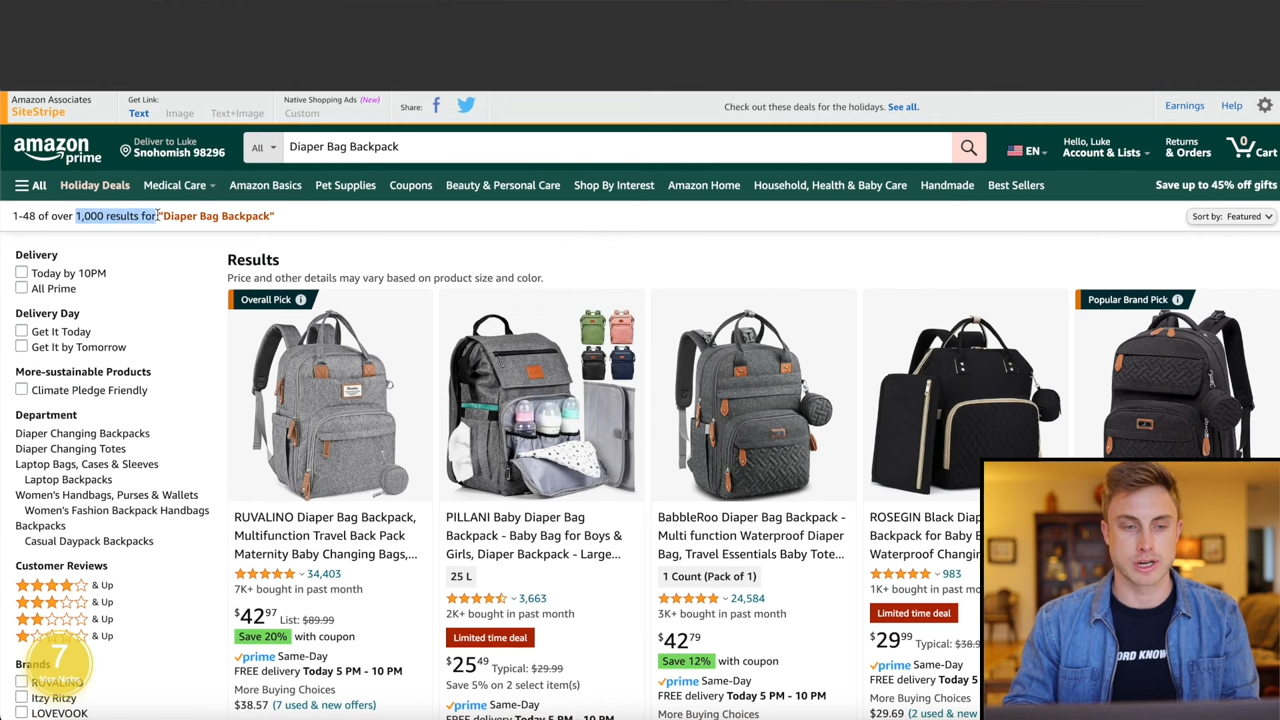 Amazon Associates
SiteStripe
Get Link:
Text Image Text+Image
Native Shopping Ads (New)
Custom
Share:
Check out these deals for the holidays. See all.
Earnings Help
amazon
prime
Deliver to Luke
Snohomish 98296
All Diaper Bag Backpack
EN
Hello, Luke
Account & Lists
Returns
& Orders
0
Cart
All Holiday Deals Medical Care Amazon Basics Pet Supplies Coupons Beauty & Personal Care Shop By Interest Amazon Home Household, Health & Baby Care Handmade Best Sellers Save up to 45% off gifts
1-48 of over 1,000 results for "Diaper Bag Backpack"
Sort by: Featured
Delivery
Today by 10PM
All Prime
Delivery Day
Get It Today
Get It by Tomorrow
More-sustainable Products
Climate Pledge Friendly
Department
Diaper Changing Backpacks
Diaper Changing Totes
Laptop Bags, Cases & Sleeves
Laptop Backpacks
Women's Handbags, Purses & Wallets
Women's Fashion Backpack Handbags
Backpacks
Casual Daypack Backpacks
Customer Reviews
& Up
& Up
& Up
& Up
7
RUVALINO
Itzy Ritzy
LOVEVOOK
Results
Price and other details may vary based on product size and color.
Overall Pick
RUVALINO Diaper Bag Backpack,
Multifunction Travel Back Pack
Maternity Baby Changing Bags,...
34,403
7K+ bought in past month
$42 97 List: $89.99
Save 20% with coupon
prime Same-Day
FREE delivery Today 5 PM - 10 PM
More Buying Choices
$38.57 (7 used & new offers)
PILLANI Baby Diaper Bag
Backpack - Baby Bag for Boys &
Girls, Diaper Backpack - Large...
25 L
3,663
2K+ bought in past month
Limited time deal
$25 49 Typical: $29.99
Save 5% on 2 select item(s)
prime Same-Day
FREE delivery Today 5 PM - 10 PM
BabbleRoo Diaper Bag Backpack -
Multi function Waterproof Diaper
Bag, Travel Essentials Baby Tote...
1 Count (Pack of 1)
24,584
3K+ bought in past month
$42 79
Save 12% with coupon
prime Same-Day
FREE delivery Today 5 PM - 10 PM
More Buying Choices
ROSEGIN Black Diap
Backpack for Baby
Waterproof Changin
983
1K+ bought in past
Limited time deal
$29 99 Typical: $38.9
prime Same-Day
FREE delivery Today 5
More Buying Choices
$29.69 (2 used & new
Popular Brand Pick
ORD KNOW